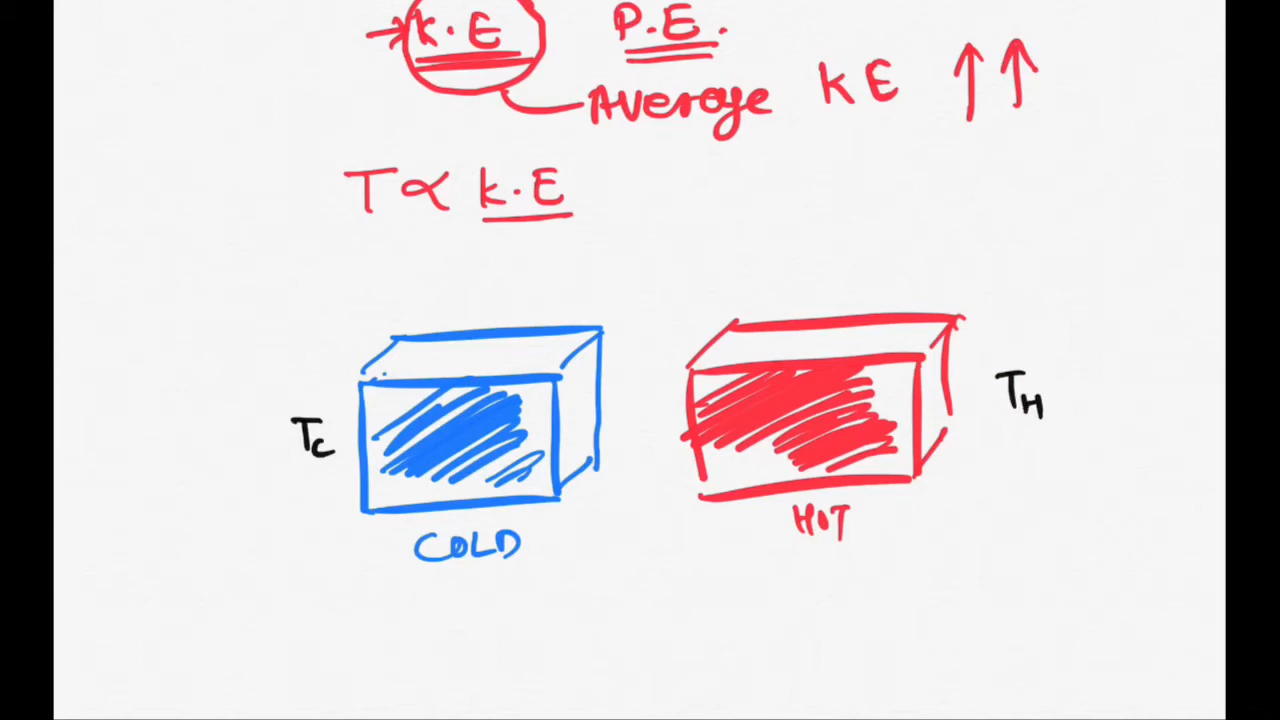 K.E P.E.
Average KE ↑↑
T ∝ K.E
TH
TC
HOT
COLD